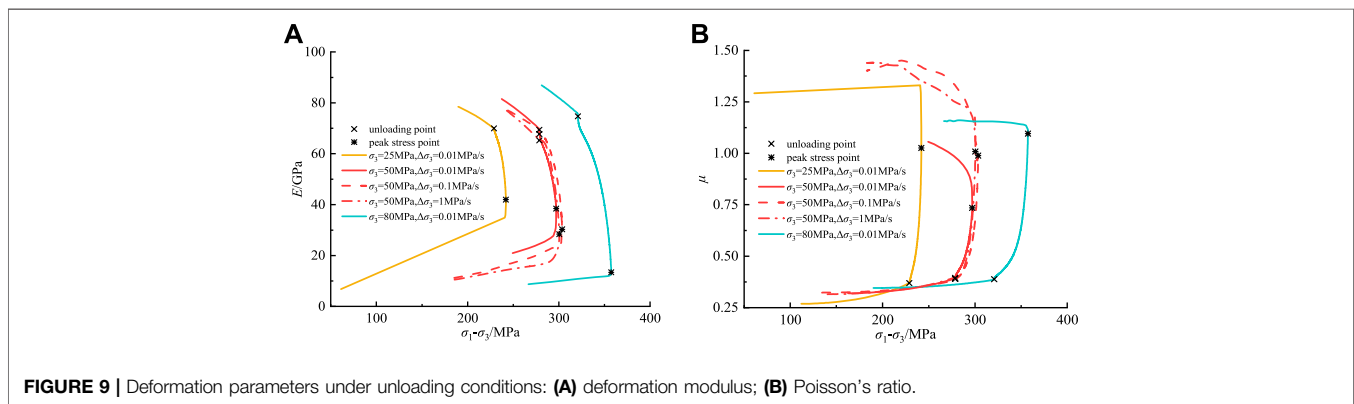 A
E/GPa
100
80
60
40
20
0
100
200
300
400
σ1-σ3/MPa
unloading point
peak stress point
σ3=25MPa,Δσ3=0.01MPa/s
σ3=50MPa,Δσ3=0.01MPa/s
σ3=50MPa,Δσ3=0.1MPa/s
σ3=50MPa,Δσ3=1MPa/s
σ3=80MPa,Δσ3=0.01MPa/s
B
μ
1.50
1.25
1.00
0.75
0.50
0.25
100
200
300
400
σ1-σ3/MPa
unloading point
peak stress point
σ3=25MPa,Δσ3=0.01MPa/s
σ3=50MPa,Δσ3=0.01MPa/s
σ3=50MPa,Δσ3=0.1MPa/s
σ3=50MPa,Δσ3=1MPa/s
σ3=80MPa,Δσ3=0.01MPa/s
FIGURE 9 | Deformation parameters under unloading conditions: (A) deformation modulus; (B) Poisson's ratio.